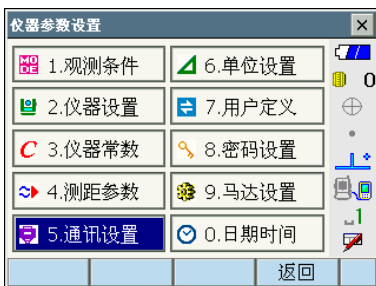 仪器参数设置
MODE 1.观测条件
6.单位设置
2.仪器设置
7.用户定义
0
C 3.仪器常数
8.密码设置
4.测距参数
9.马达设置
5.通讯设置
0.日期时间
1
返回